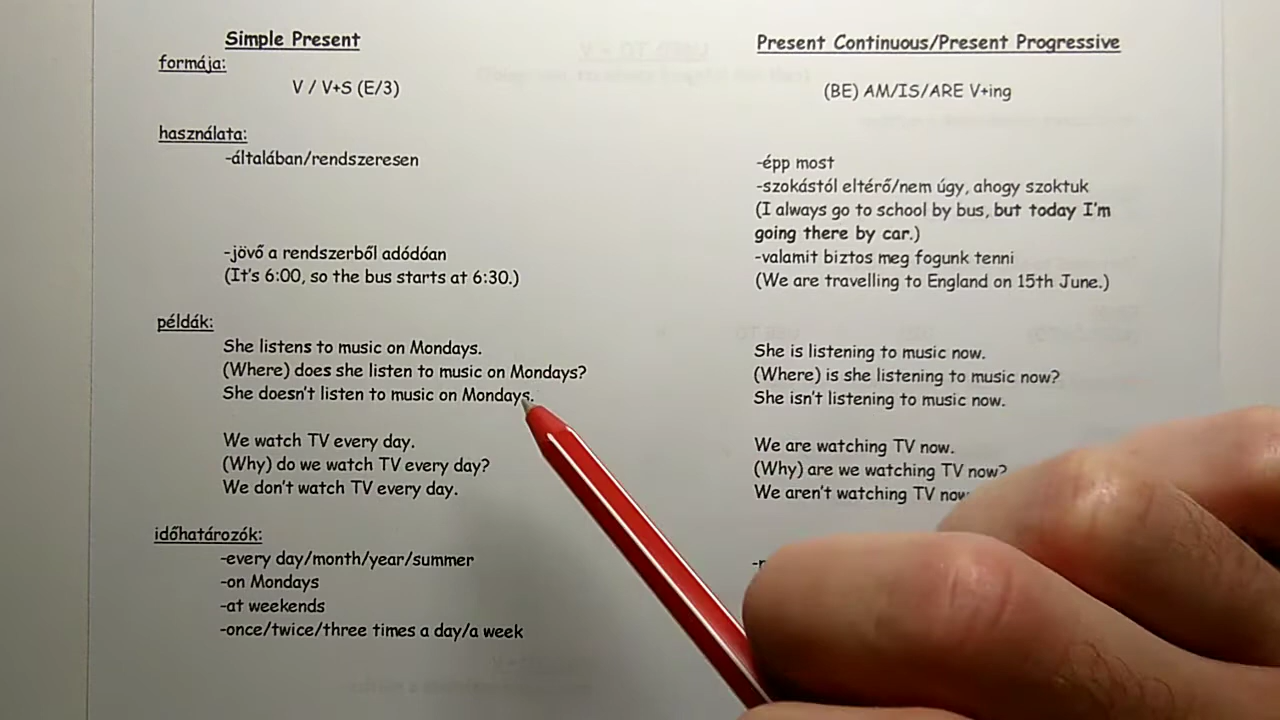 Simple Present
formája:
V / V+S (E/3)
használata:
-általában/rendszeresen
-jövő a rendszerből adódóan
(It's 6:00, so the bus starts at 6:30.)
példák:
She listens to music on Mondays.
(Where) does she listen to music on Mondays?
She doesn't listen to music on Mondays.
We watch TV every day.
(Why) do we watch TV every day?
We don't watch TV every day.
időhatározók:
-every day/month/year/summer
-on Mondays
-at weekends
-once/twice/three times a day/a week
Present Continuous/Present Progressive
(BE) AM/IS/ARE V+ing
-épp most
-szokástól eltérő/nem úgy, ahogy szoktuk
(I always go to school by bus, but today I'm
going there by car.)
-valamit biztos meg fogunk tenni
(We are travelling to England on 15th June.)
She is listening to music now.
(Where) is she listening to music now?
She isn't listening to music now.
We are watching TV now.
(Why) are we watching TV now?
We aren't watching TV now